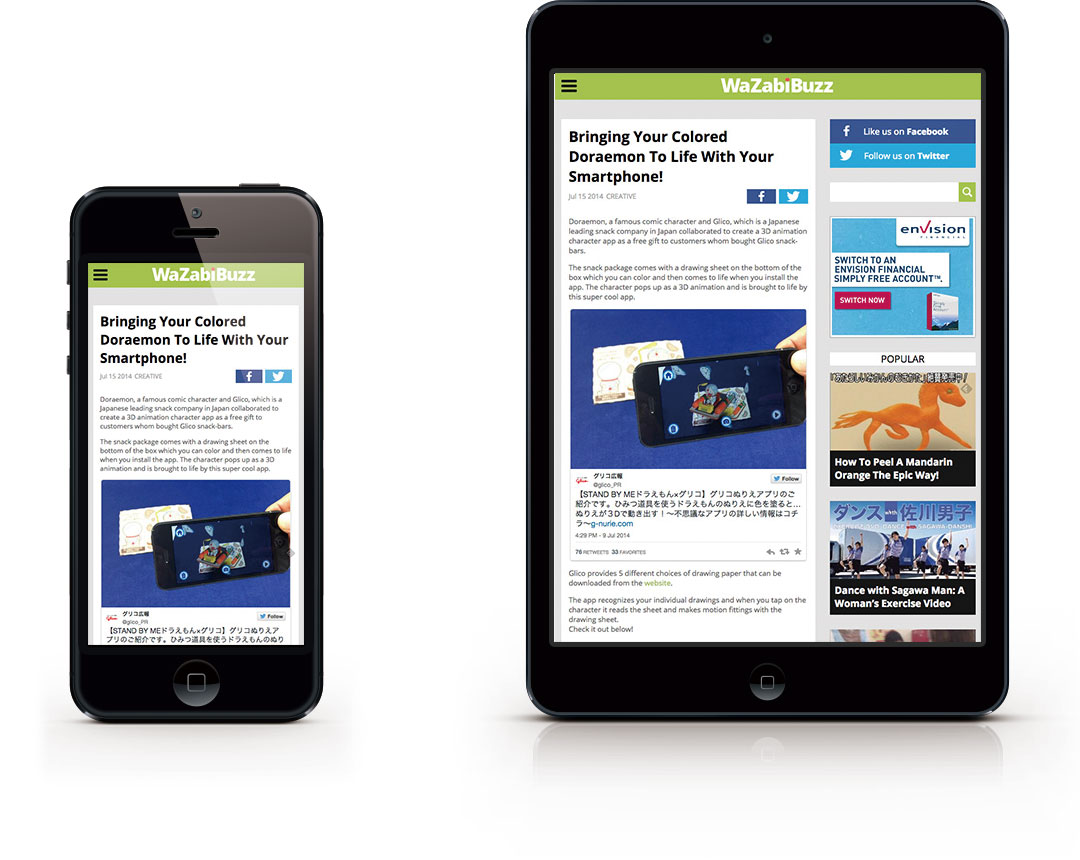 WaZabiBuzz
Bringing Your Colored
Doraemon To Life With Your
Smartphone!
Jul 15 2014 CREATIVE
Doraemon, a famous comic character and Glico, which is a
Japanese leading snack company in Japan collaborated to
create a 3D animation character app as a free gift to
customers whom bought Glico snack-bars.
The snack package comes with a drawing sheet on the
bottom of the box which you can color and then comes to life
when you install the app. The character pops up as a 3D
animation and is brought to life by this super cool app.
グリコ広報
@glico_PR
Follow
【STAND BY MEドラえもん×グリコ】グリコぬりえア
プリのご紹介です。ひみつ道具を使うドラえもんのぬり
WaZabiBuzz
Bringing Your Colored
Doraemon To Life With Your
Smartphone!
Jul 15 2014 CREATIVE
Doraemon, a famous comic character and Glico, which is a Japanese
leading snack company in Japan collaborated to create a 3D animation
character app as a free gift to customers whom bought Glico snack-
bars.
The snack package comes with a drawing sheet on the bottom of the
box which you can color and then comes to life when you install the
app. The character pops up as a 3D animation and is brought to life by
this super cool app.
グリコ広報
@glico_PR
Follow
【STAND BY MEドラえもん×グリコ】グリコぬりえアプリのご
紹介です。ひみつ道具を使うドラえもんのぬりえに色を塗ると…
ぬりえが３Ｄで動き出す！～不思議なアプリの詳しい情報はコチ
ラ～g-nurie.com
4:29 PM - 9 Jul 2014
76 RETWEETS 33 FAVORITES
Glico provides 5 different choices of drawing paper that can be
downloaded from the website.
The app recognizes your individual drawings and when you tap on the
character it reads the sheet and makes motion fittings with the
drawing sheet.
Check it out below!
Like us on Facebook
Follow us on Twitter
envision
FINANCIAL
SWITCH TO AN
ENVISION FINANCIAL
SIMPLY FREE ACCOUNT™.
SWITCH NOW
POPULAR
How To Peel A Mandarin
Orange The Epic Way!
ダンス with 佐川男子
Dance with Sagawa Man: A
Woman's Exercise Video